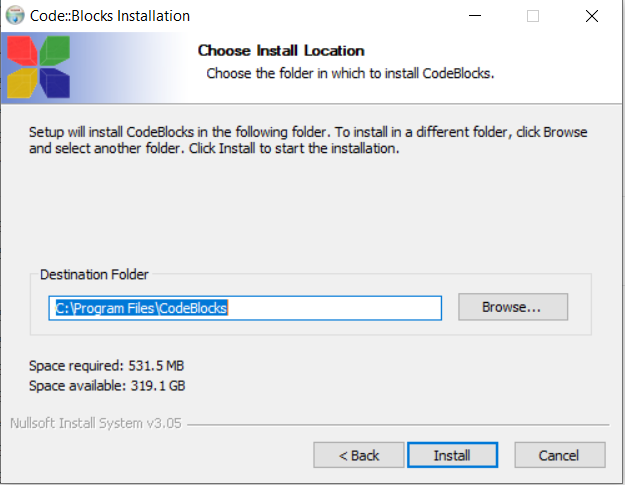 Code::Blocks Installation
Choose Install Location
Choose the folder in which to install CodeBlocks.
Setup will install CodeBlocks in the following folder. To install in a different folder, click Browse
and select another folder. Click Install to start the installation.
Destination Folder
C:\Program Files\CodeBlocks
Browse...
Space required: 531.5 MB
Space available: 319.1 GB
Nullsoft Install System v3.05
< Back
Install
Cancel